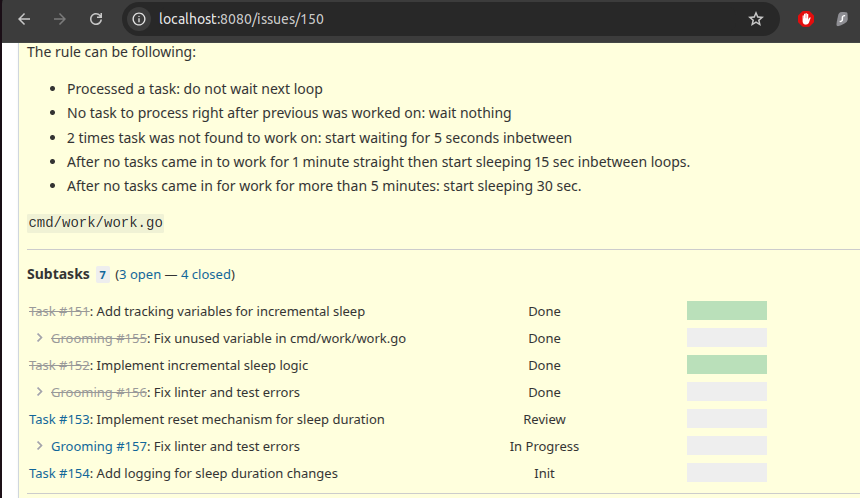 localhost:8080/issues/150
The rule can be following:
• Processed a task: do not wait next loop
• No task to process right after previous was worked on: wait nothing
• 2 times task was not found to work on: start waiting for 5 seconds inbetween
• After no tasks came in to work for 1 minute straight then start sleeping 15 sec inbetween loops.
• After no tasks came in for work for more than 5 minutes: start sleeping 30 sec.
cmd/work/work.go
Subtasks 7 (3 open — 4 closed)
Task #151: Add tracking variables for incremental sleep Done
Grooming #155: Fix unused variable in cmd/work/work.go Done
Task #152: Implement incremental sleep logic Done
Grooming #156: Fix linter and test errors Done
Task #153: Implement reset mechanism for sleep duration Review
Grooming #157: Fix linter and test errors In Progress
Task #154: Add logging for sleep duration changes Init